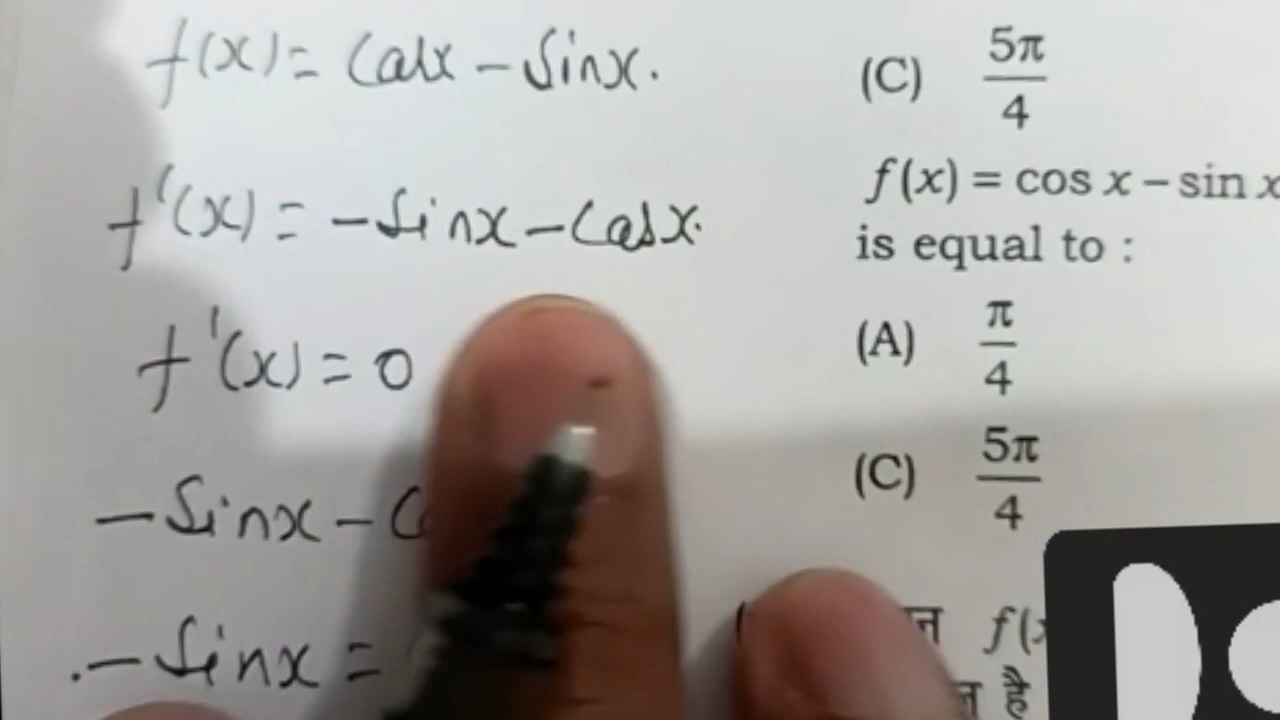 f(x) = Cosx - Sinx.
f'(x) = -Sinx - Cosx.
f'(x) = 0
-Sinx - C
-Sinx =
(C) 5π/4
f(x) = cos x – sin x
is equal to :
(A) π/4
(C) 5π/4
f(x
है